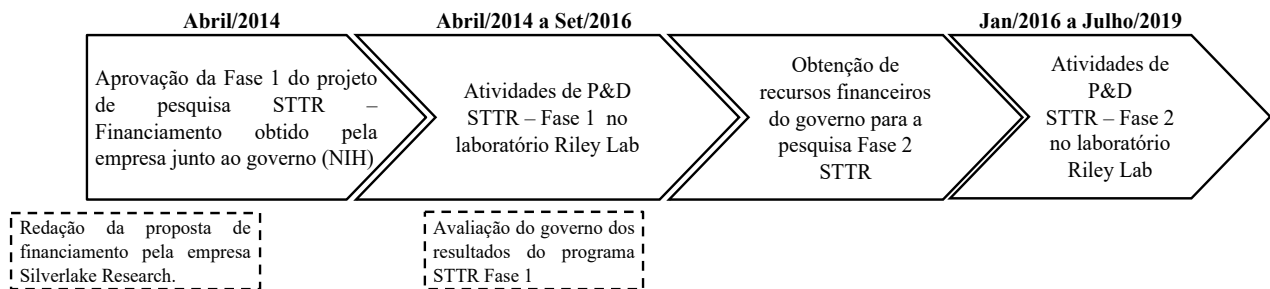 Abril/2014
Abril/2014 a Set/2016
Jan/2016 a Julho/2019
Aprovação da Fase 1 do projeto
de pesquisa STTR –
Financiamento obtido pela
empresa junto ao governo (NIH)
Atividades de P&D
STTR – Fase 1 no
laboratório Riley Lab
Obtenção de
recursos financeiros
do governo para a
pesquisa Fase 2
STTR
Atividades de
P&D
STTR – Fase 2
no laboratório
Riley Lab
Redação da proposta de
financiamento pela empresa
Silverlake Research.
Avaliação do governo dos
resultados do programa
STTR Fase 1